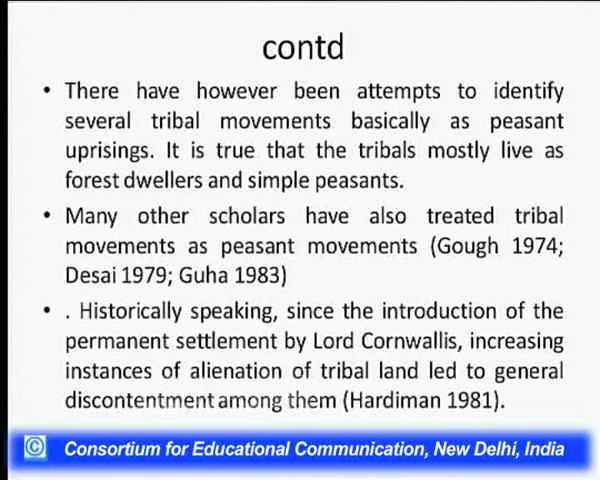 contd
• There have however been attempts to identify
several tribal movements basically as peasant
uprisings. It is true that the tribals mostly live as
forest dwellers and simple peasants.
• Many other scholars have also treated tribal
movements as peasant movements (Gough 1974;
Desai 1979; Guha 1983)
• . Historically speaking, since the introduction of the
permanent settlement by Lord Cornwallis, increasing
instances of alienation of tribal land led to general
discontentment among them (Hardiman 1981).
© Consortium for Educational Communication, New Delhi, India